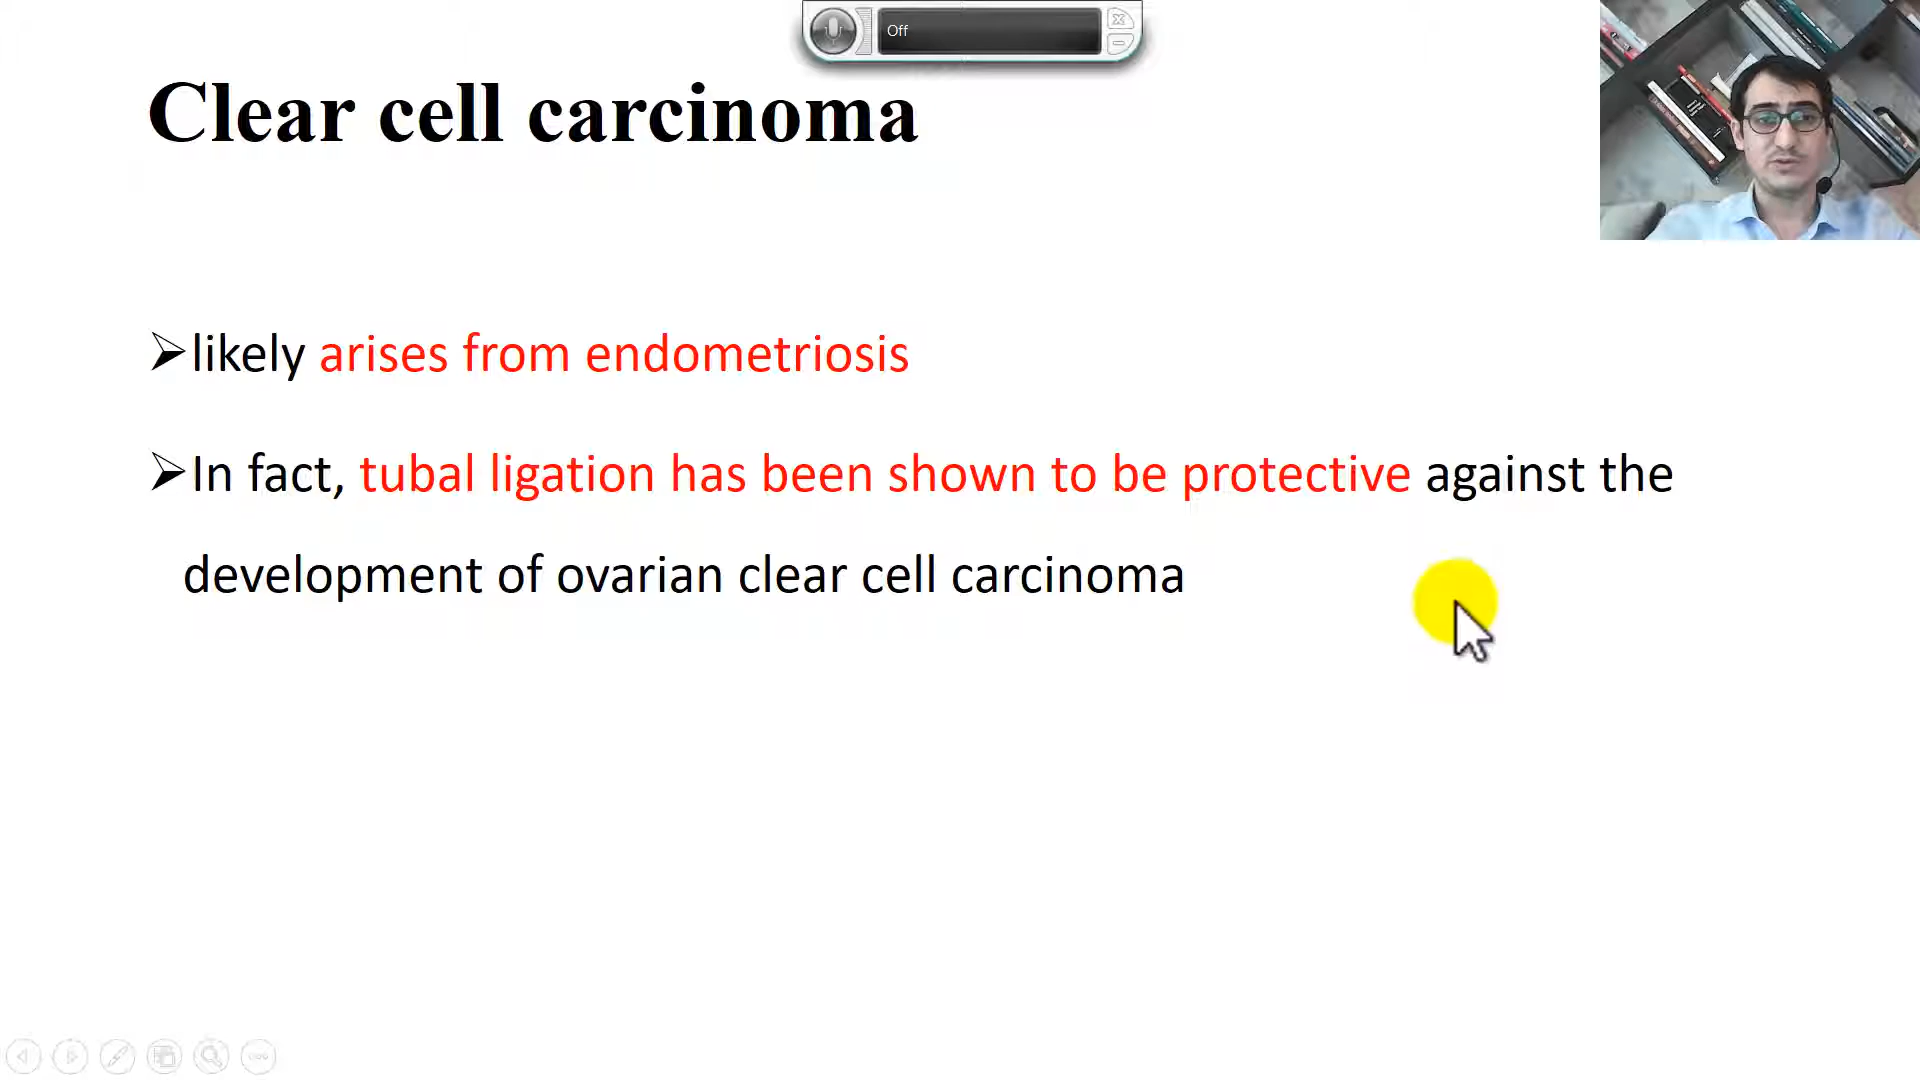 Off
Clear cell carcinoma
➢likely arises from endometriosis
➢In fact, tubal ligation has been shown to be protective against the
development of ovarian clear cell carcinoma